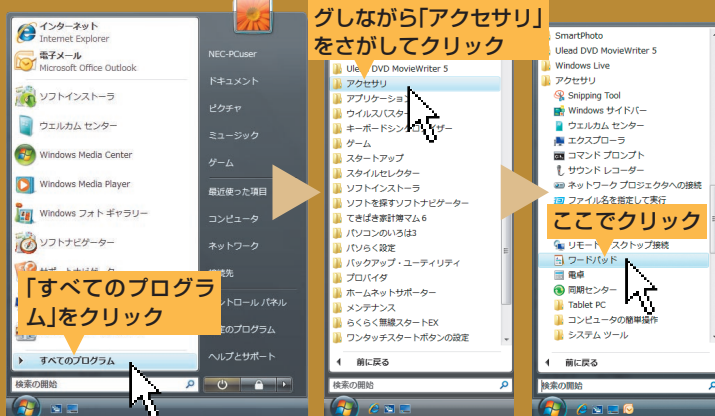 インターネット
Internet Explorer
電子メール
Microsoft Office Outlook
ソフトインストーラ
ウェルカム センター
Windows Media Center
Windows Media Player
Windows フォト ギャラリー
ソフトナビゲーター
「すべてのプログラ
ム」をクリック
すべてのプログラム
検索の開始
NEC-PCuser
ドキュメント
ピクチャ
ミュージック
ゲーム
最近使った項目
コンピュータ
ネットワーク
接続先
コントロール パネル
のプログラム
ヘルプとサポート
グしながら「アクセサリ」
をさがしてクリック
Ulead DVD MovieWriter 5
アクセサリ
アプリケーション
ウイルスバスター
キーボードシンクロナイザー
ゲーム
スタートアップ
スタイルセレクター
ソフトインストーラ
ソフトを探すソフトナビゲーター
てきぱき家計簿マム6
パソコンのいろは3
パソらく設定
バックアップ・ユーティリティ
プロバイダ
ホームネットサポーター
メンテナンス
らくらく無線スタートEX
ワンタッチスタートボタンの設定
前に戻る
検索の開始
SmartPhoto
Ulead DVD MovieWriter 5
Windows Live
アクセサリ
Snipping Tool
Windows サイドバー
ウェルカム センター
エクスプローラ
コマンド プロンプト
サウンド レコーダー
ネットワーク プロジェクタへの接続
ファイル名を指定して実行
ここでクリック
リモート デスクトップ接続
ワードパッド
電卓
同期センター
Tablet PC
コンピュータの簡単操作
システム ツール
前に戻る
検索の開始